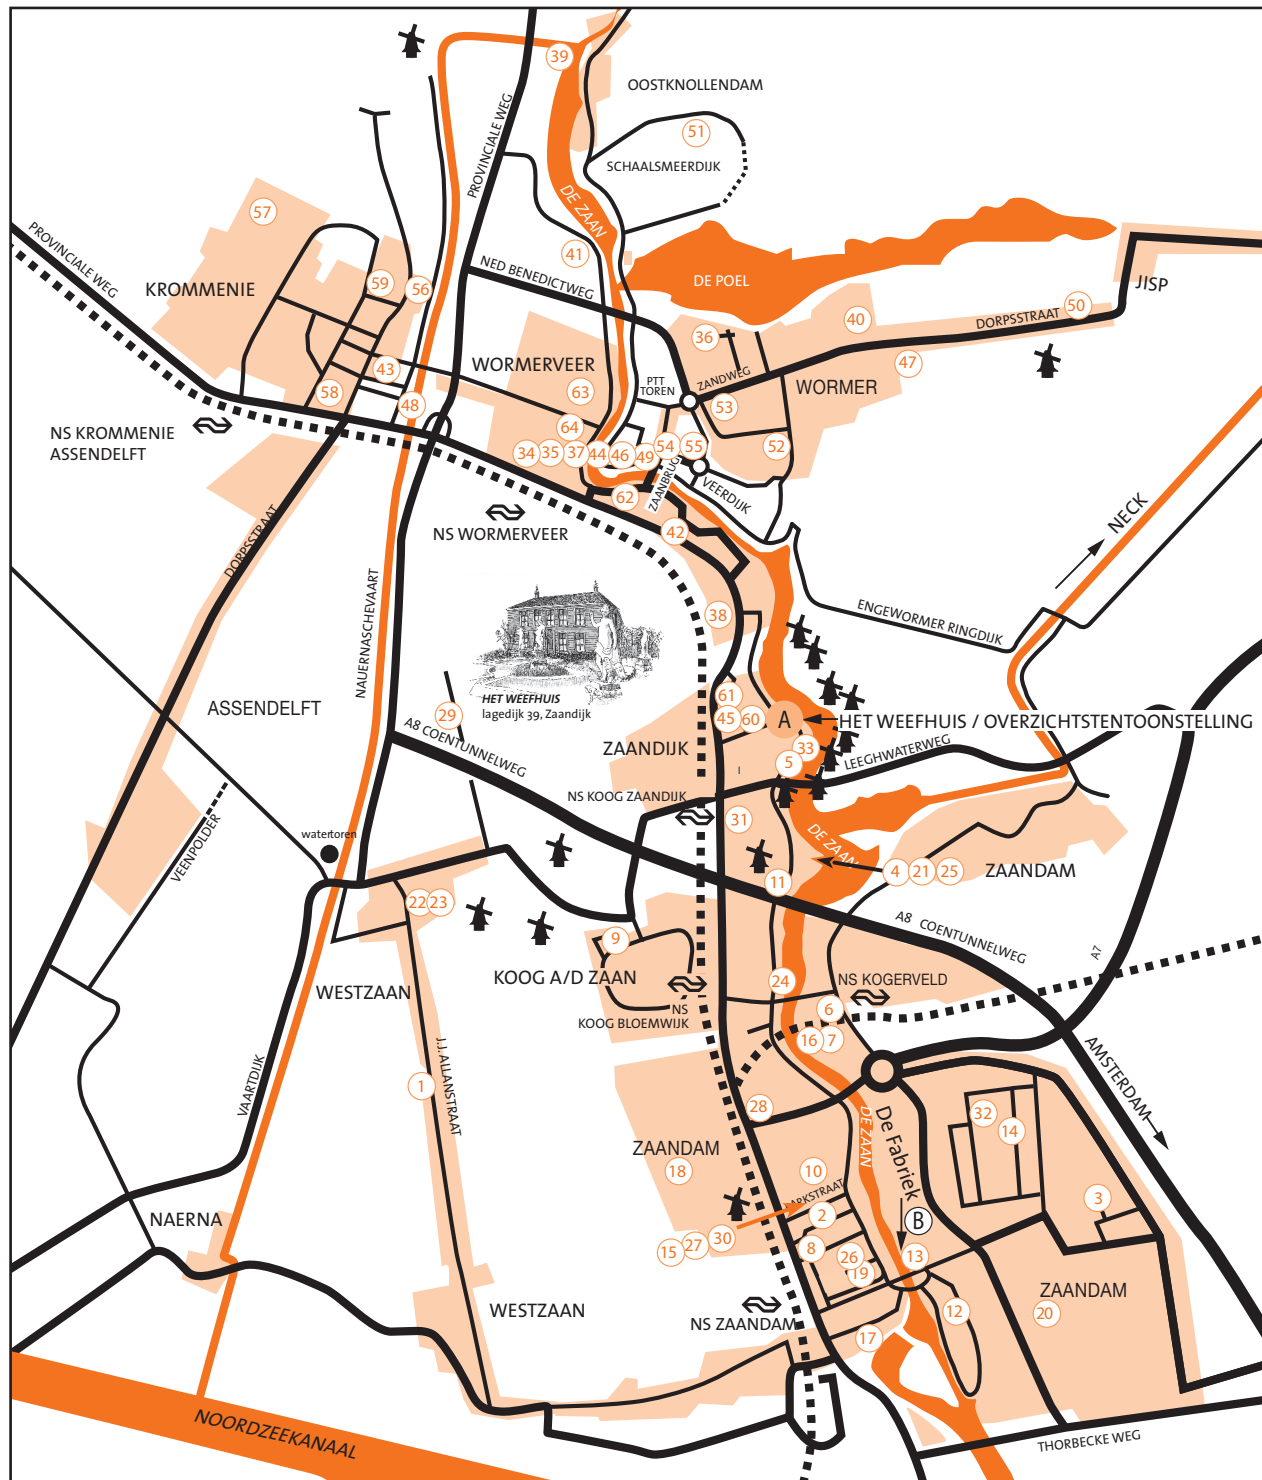 39
OOSTKNOLLENDAM
51
SCHAALSMEERDIJK
PROVINCIALE WEG
DE ZAAN
57
PROVINCIALE WEG
41
NED BENEDICTWEG
DE POEL
JISP
KROMMENIE
59
56
50
40
DORPSSTRAAT
36
47
WORMERVEER
PTT
TOREN
ZANDWEG
WORMER
43
63
58
48
53
64
NS KROMMENIE
ASSENDELFT
34
35
37
44
46
49
54
55
52
ZAANBRUG
VEERDIJK
62
NECK
NS WORMERVEER
42
DORPSSTRAAT
NAUERNASCHEVAART
38
ENGEWORMER RINGDIJK
HET WEEFHUIS
lagedijk 39, Zaandijk
ASSENDELFT
29
61
45
60
A
HET WEEFHUIS / OVERZICHTSTENTOONSTELLING
A8 COENTUNNELWEG
ZAANDIJK
33
5
LEEGHWATERWEG
NS KOOG ZAANDIJK
31
VEENPOLDER
watertoren
DE ZAAN
4
21
25
ZAANDAM
11
22
23
A8 COENTUNNELWEG
9
A7
KOOG A/D ZAAN
WESTZAAN
24
NS KOGERVELD
NS
KOOG BLOEMWIJK
6
16
7
J.J. ALLANSTRAAT
VAARTDIJK
1
AMSTERDAM
28
DE ZAAN
De Fabriek
32
14
ZAANDAM
18
10
3
ARKSTRAAT
2
B
NAERNA
15
27
30
8
26
19
13
ZAANDAM
20
WESTZAAN
NS ZAANDAM
12
17
NOORDZEEKANAAL
THORBECKE WEG